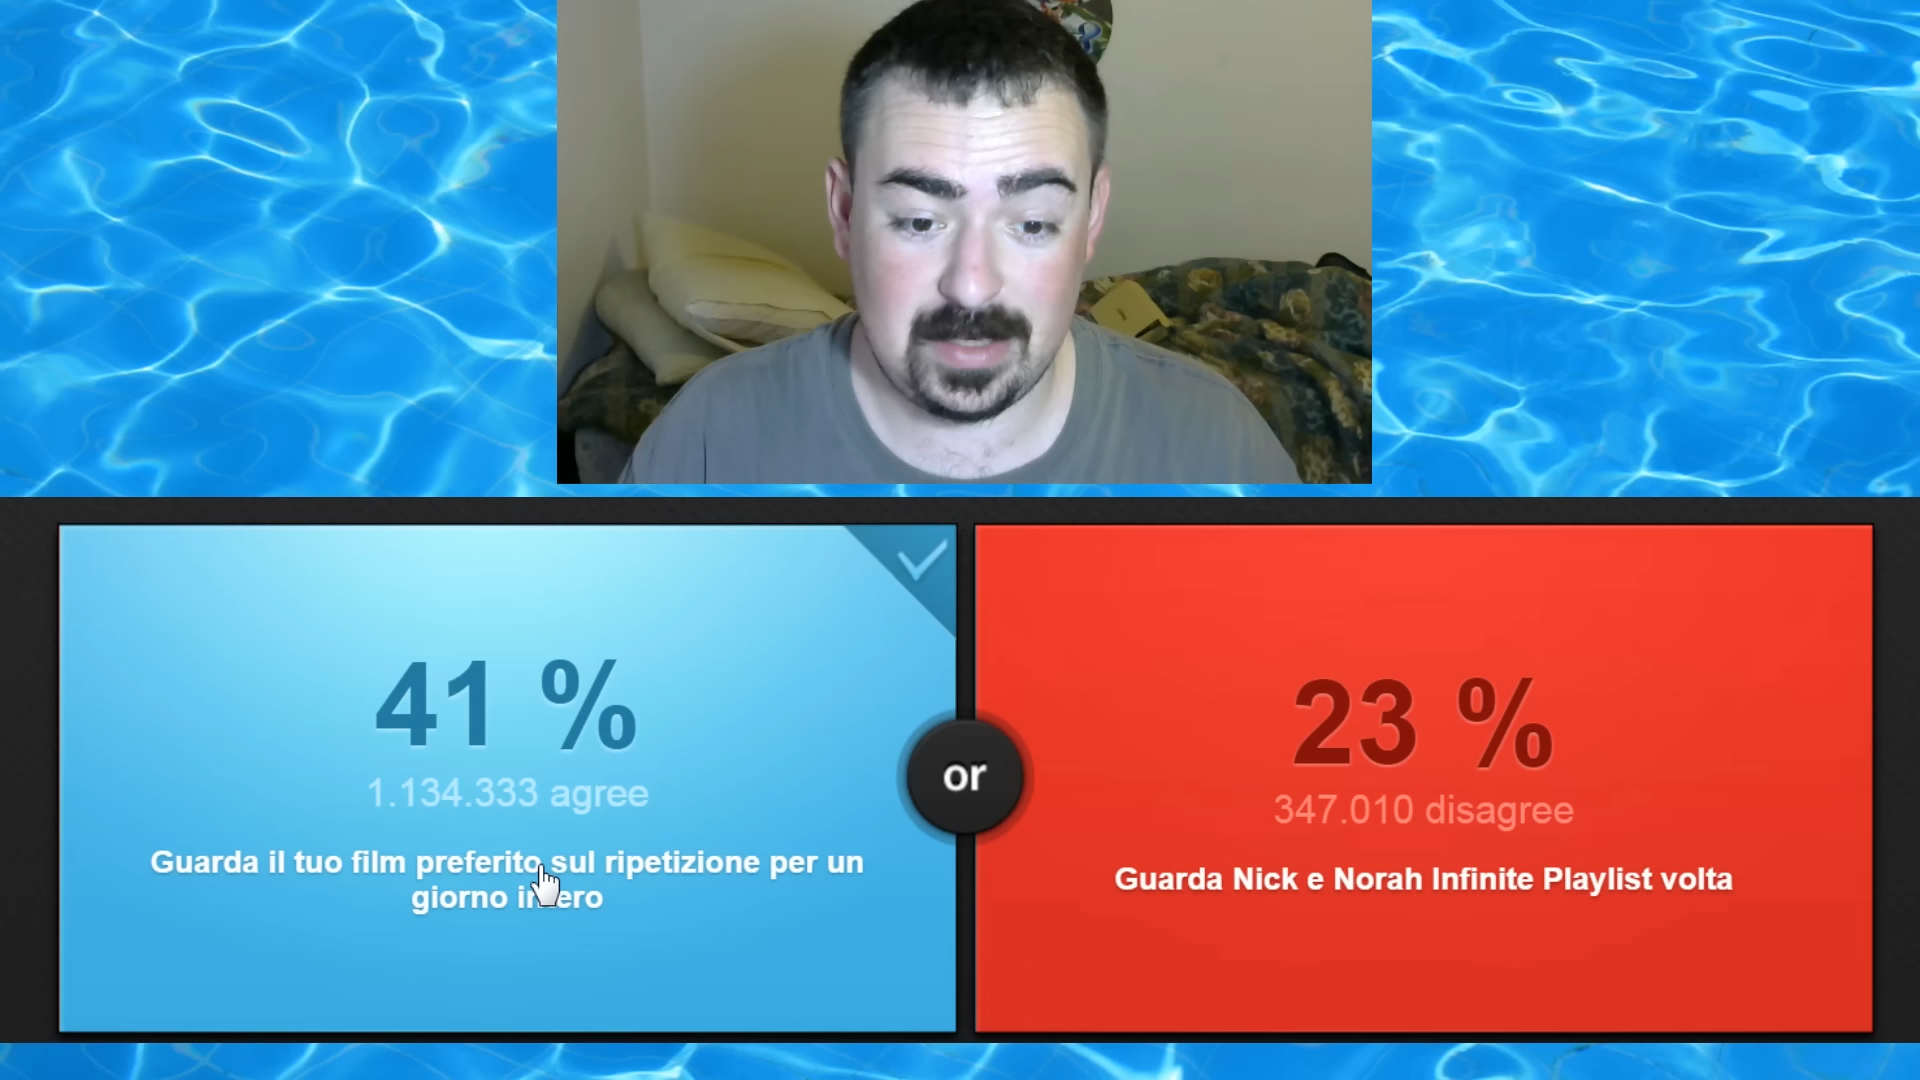 41 %
1.134.333 agree
Guarda il tuo film preferito sul ripetizione per un
giorno intero
or
23 %
347.010 disagree
Guarda Nick e Norah Infinite Playlist volta